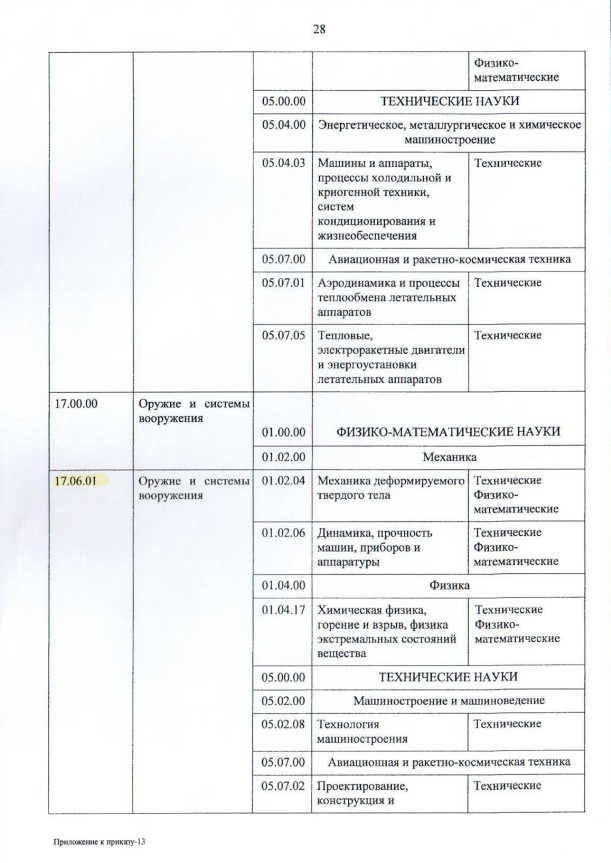 28
Физико-
математические
05.00.00 ТЕХНИЧЕСКИЕ НАУКИ
05.04.00 Энергетическое, металлургическое и химическое
машиностроение
05.04.03 Машины и аппараты, Технические
процессы холодильной и
криогенной техники,
систем
кондиционирования и
жизнеобеспечения
05.07.00 Авиационная и ракетно-космическая техника
05.07.01 Аэродинамика и процессы Технические
теплообмена летательных
аппаратов
05.07.05 Тепловые, Технические
электроракетные двигатели
и энергоустановки
летательных аппаратов
17.00.00 Оружие и системы
вооружения
01.00.00 ФИЗИКО-МАТЕМАТИЧЕСКИЕ НАУКИ
01.02.00 Механика
17.06.01 Оружие и системы 01.02.04 Механика деформируемого Технические
вооружения твердого тела Физико-
математические
01.02.06 Динамика, прочность Технические
машин, приборов и Физико-
аппаратуры математические
01.04.00 Физика
01.04.17 Химическая физика, Технические
горение и взрыв, физика Физико-
экстремальных состояний математические
вещества
05.00.00 ТЕХНИЧЕСКИЕ НАУКИ
05.02.00 Машиностроение и машиноведение
05.02.08 Технология Технические
машиностроения
05.07.00 Авиационная и ракетно-космическая техника
05.07.02 Проектирование, Технические
конструкция и
Приложение к приказу-13